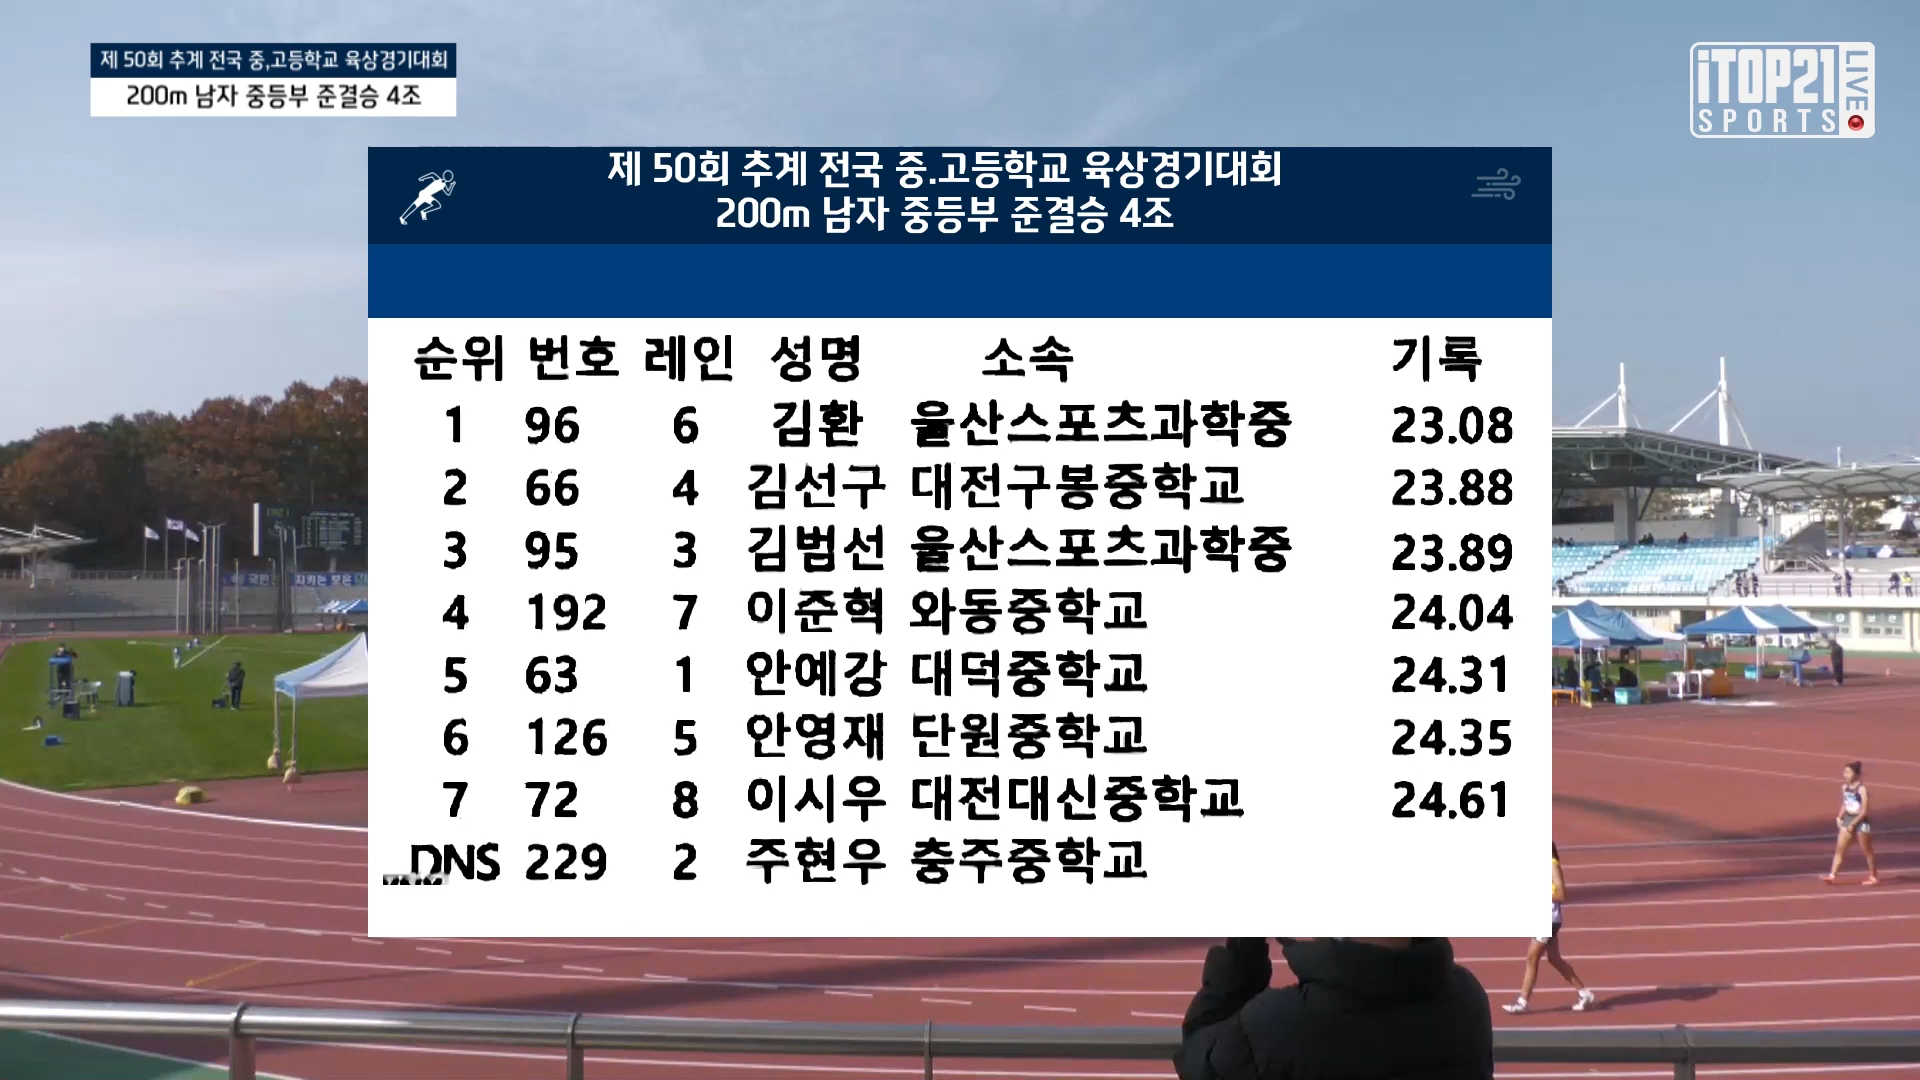 제 50회 추계 전국 중,고등학교 육상경기대회
200m 남자 중등부 준결승 4조
iTOP21 LIVE
SPORTS
제 50회 추계 전국 중.고등학교 육상경기대회
200m 남자 중등부 준결승 4조
순위 번호 레인 성명 소속 기록
1 96 6 김환 울산스포츠과학중 23.08
2 66 4 김선구 대전구봉중학교 23.88
3 95 3 김범선 울산스포츠과학중 23.89
4 192 7 이준혁 와동중학교 24.04
5 63 1 안예강 대덕중학교 24.31
6 126 5 안영재 단원중학교 24.35
7 72 8 이시우 대전대신중학교 24.61
DNS 229 2 주현우 충주중학교